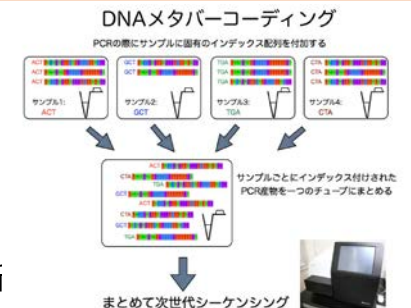 DNAメタバーコーディング
PCRの際にサンプルに固有のインデックス配列を付加する
ACT
ACT
ACT
サンプル1:
ACT
GCT
GCT
サンプル2:
GCT
TGA
TGA
TGA
サンプル3:
TGA
CTA
CTA
CTA
サンプル4:
CTA
ACT
CTA
TGA
GCT
ACT
CTA
GCT
TGA
サンプルごとにインデックス付けされた
PCR産物を一つのチューブにまとめる
まとめて次世代シーケンシング